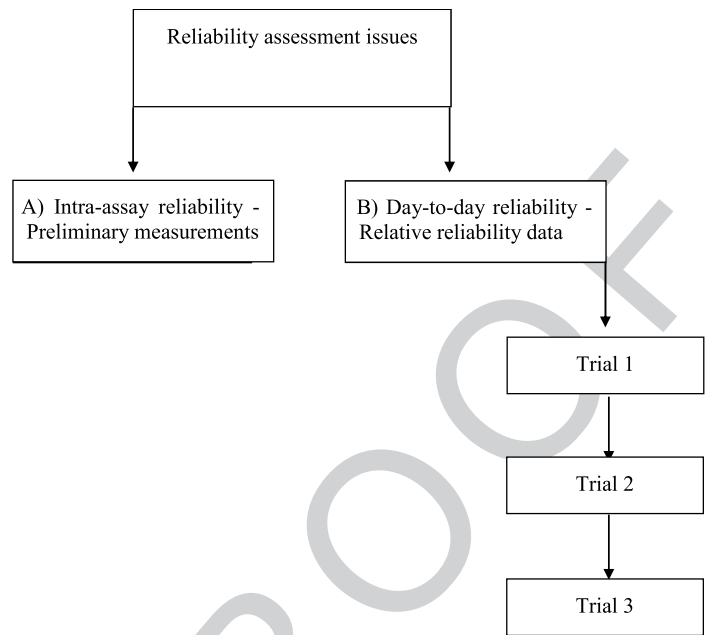 Reliability assessment issues
A) Intra-assay reliability -
Preliminary measurements
B) Day-to-day reliability -
Relative reliability data
Trial 1
Trial 2
Trial 3
ROOF